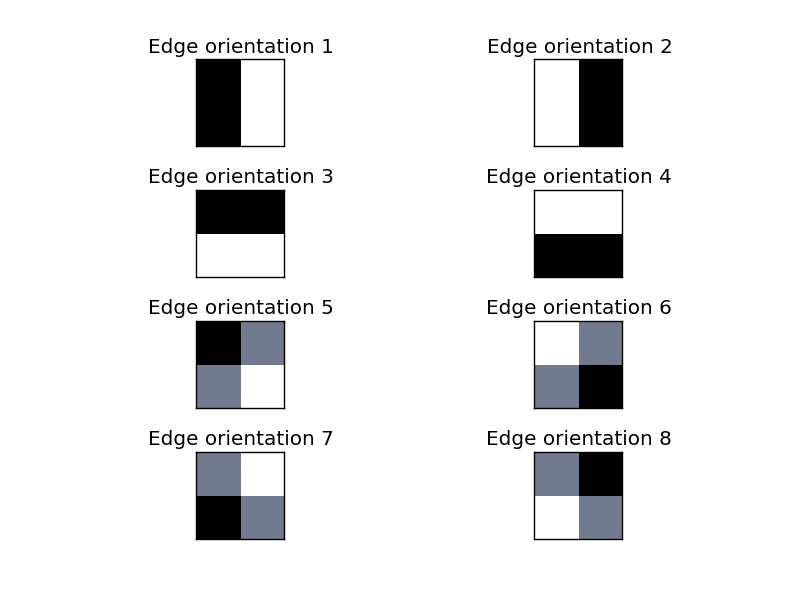 Edge orientation 1
Edge orientation 2
Edge orientation 3
Edge orientation 4
Edge orientation 5
Edge orientation 6
Edge orientation 7
Edge orientation 8